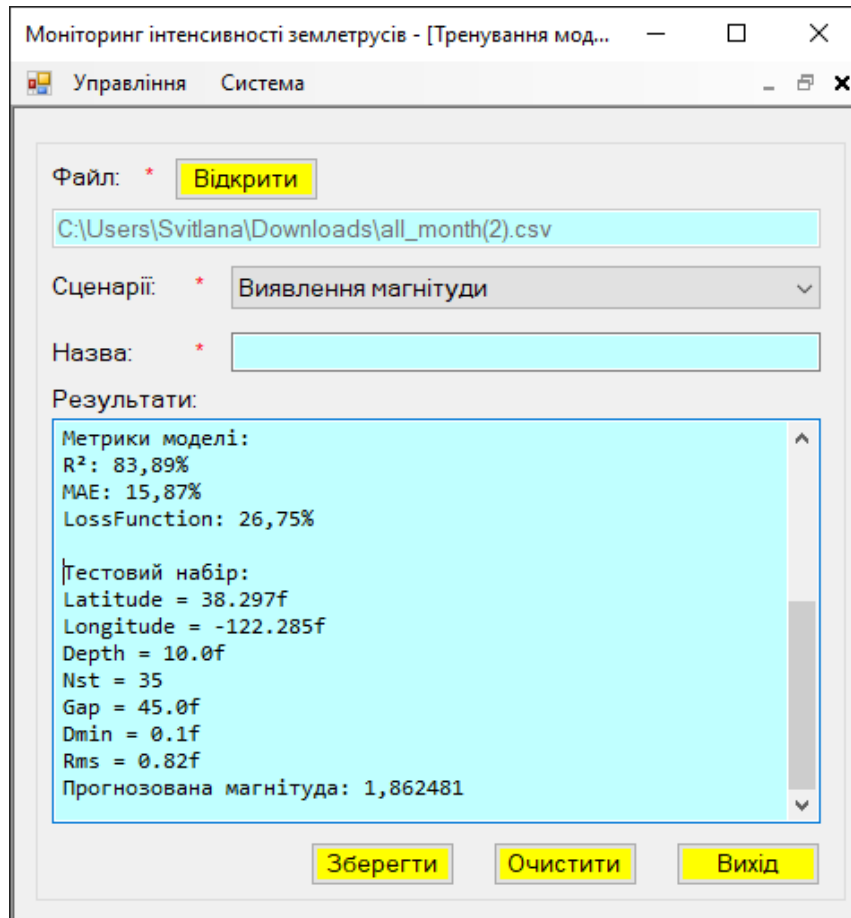 Моніторинг інтенсивності землетрусів - [Тренування мод...
Управління Система
Файл: * Відкрити
C:\Users\Svitlana\Downloads\all_month(2).csv
Сценарії: * Виявлення магнітуди
Назва: *
Результати:
Метрики моделі:
R²: 83,89%
MAE: 15,87%
LossFunction: 26,75%
Тестовий набір:
Latitude = 38.297f
Longitude = -122.285f
Depth = 10.0f
Nst = 35
Gap = 45.0f
Dmin = 0.1f
Rms = 0.82f
Прогнозована магнітуда: 1,862481
Зберегти Очистити Вихід